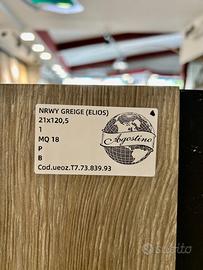 NRWY GREIGE (ELIOS)
21x120,5
1
MQ 18
P
B
Cod.ueoz.T7.73.839.93
Agostino
subito